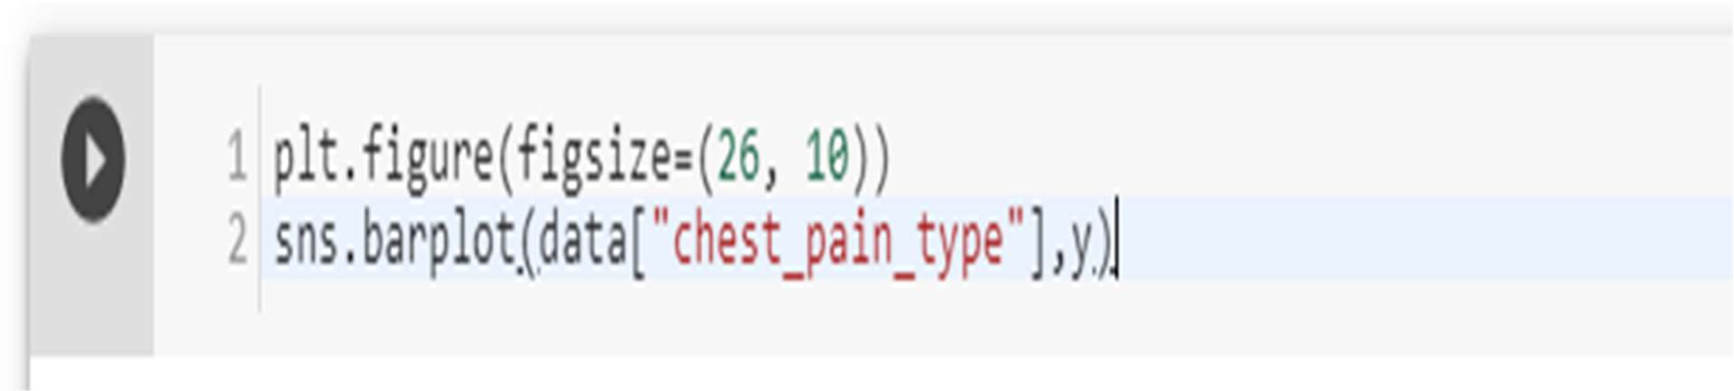 1 plt.figure(figsize=(26, 10))
2 sns.barplot(data["chest_pain_type"],y)